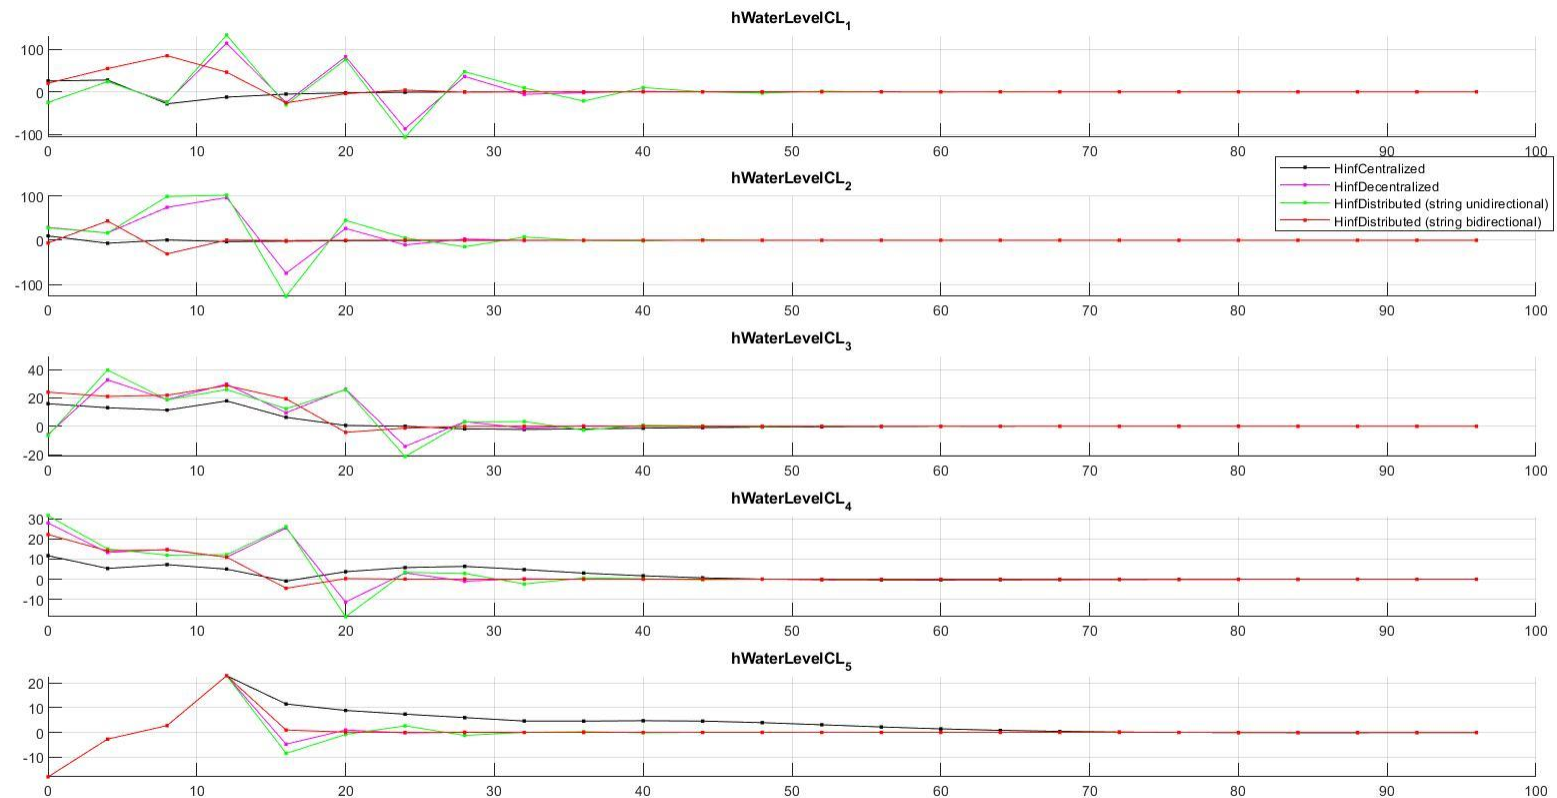 hWaterLevelCL1
100
0
-100
0 10 20 30 40 50 60 70 80 90 100
HinfCentralized
HinfDecentralized
HinfDistributed (string unidirectional)
HinfDistributed (string bidirectional)
hWaterLevelCL2
100
0
-100
0 10 20 30 40 50 60 70 80 90 100
hWaterLevelCL3
40
20
0
-20
0 10 20 30 40 50 60 70 80 90 100
hWaterLevelCL4
30
20
10
0
-10
0 10 20 30 40 50 60 70 80 90 100
hWaterLevelCL5
20
10
0
-10
0 10 20 30 40 50 60 70 80 90 100